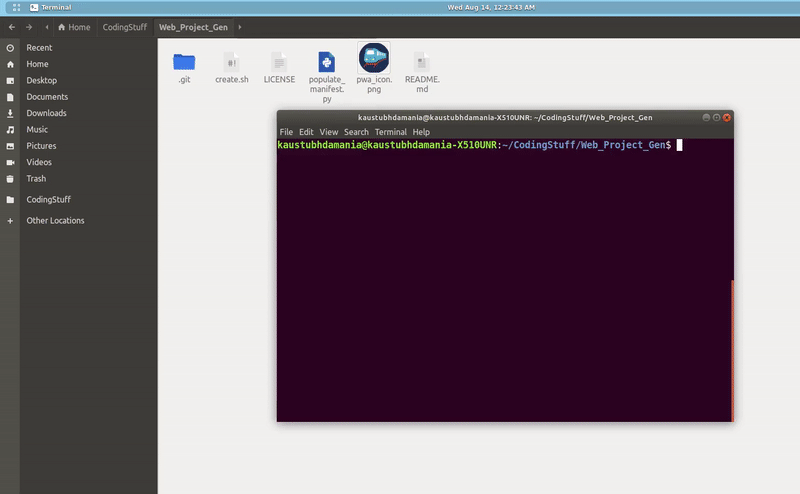 Terminal
Wed Aug 14, 12:23:43 AM
Home
CodingStuff
Web_Project_Gen
Recent
Home
Desktop
Documents
Downloads
Music
Pictures
Videos
Trash
CodingStuff
Other Locations
.git
create.sh
LICENSE
populate_
manifest.
py
pwa_icon.
png
README.
md
kaustubhdamania@kaustubhdamania-X510UNR: ~/CodingStuff/Web_Project_Gen
File Edit View Search Terminal Help
kaustubhdamania@kaustubhdamania-X510UNR:~/CodingStuff/Web_Project_Gen$